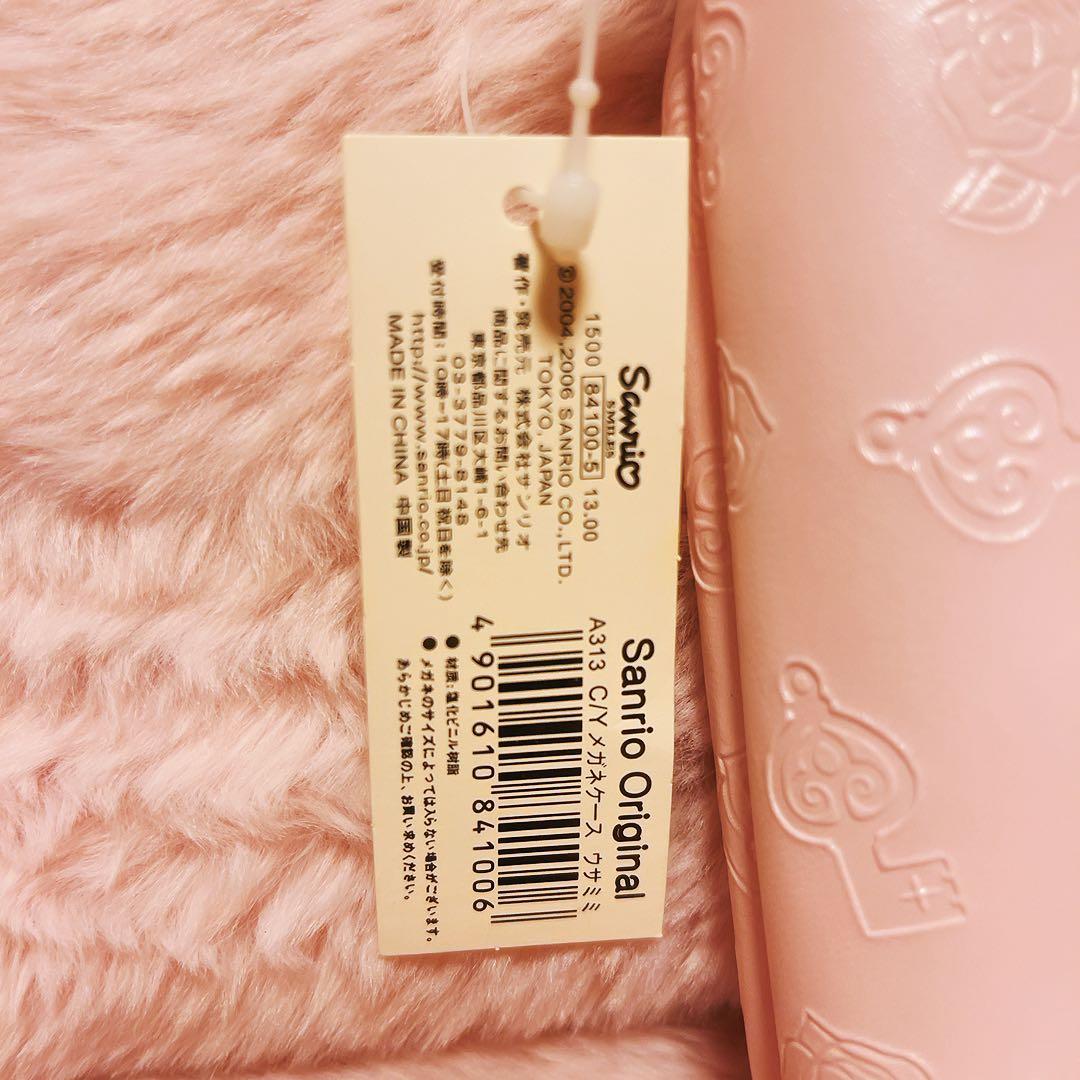 Sanrio
SMILES
1500 84100-5 13.00
© 2004,2006 SANRIO CO.,LTD.
TOKYO, JAPAN
著作・発売元 株式会社サンリオ
商品に関するお問い合わせ先
東京都品川区大崎1-6-1
03-3779-8148
受付時間:10時~17時(土日祝日を除く)
http://www.sanrio.co.jp/
MADE IN CHINA 中国製
Sanrio Original
A313 C/Y メガネケース ウサミミ
4 901610 841006
●材質:塩化ビニル樹脂
●メガネのサイズによっては入らない場合がございます。
あらかじめご確認の上、お買い求めください。